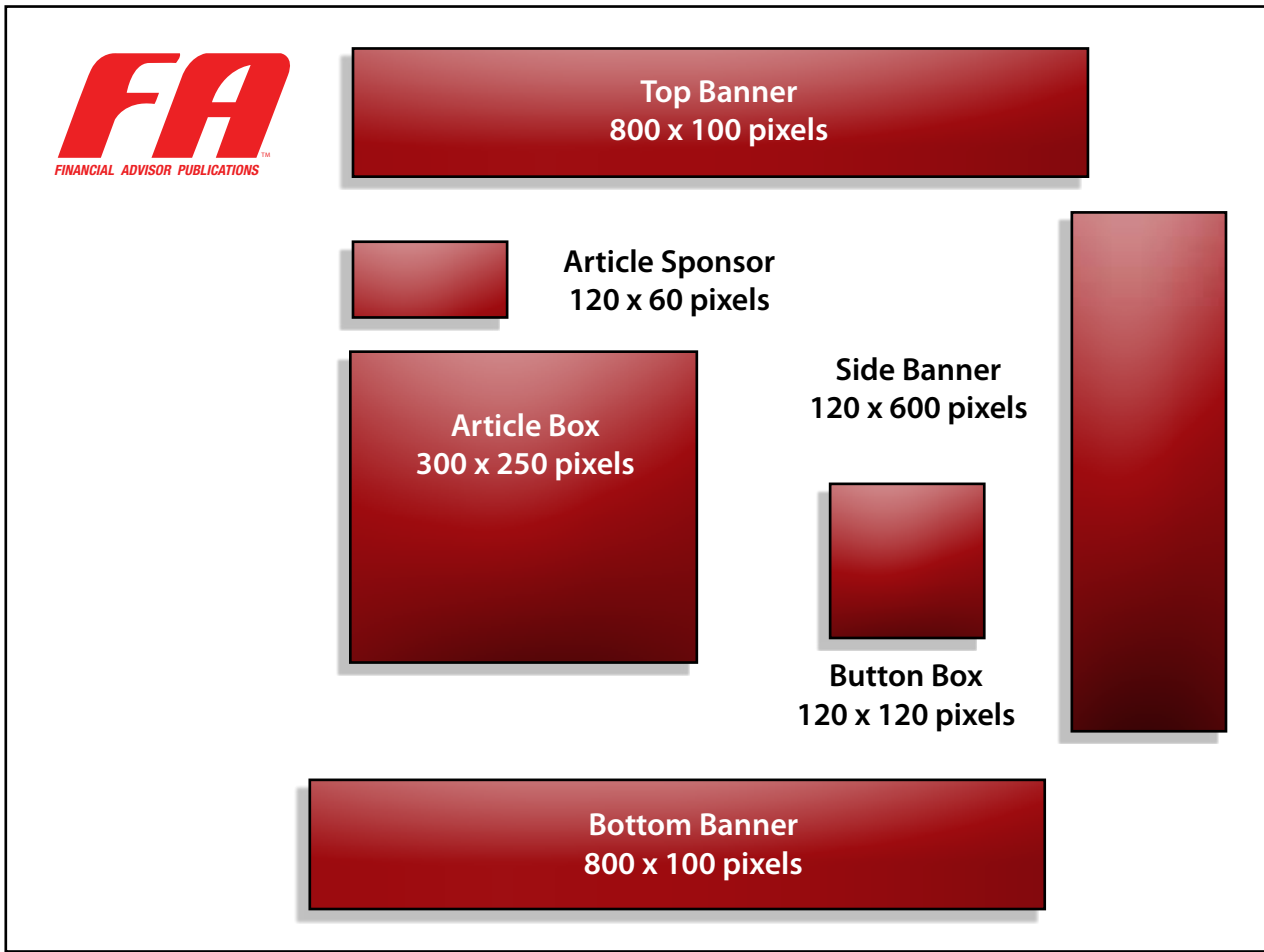 FA
™
FINANCIAL ADVISOR PUBLICATIONS
Top Banner
800 x 100 pixels
Article Sponsor
120 x 60 pixels
Article Box
300 x 250 pixels
Side Banner
120 x 600 pixels
Button Box
120 x 120 pixels
Bottom Banner
800 x 100 pixels